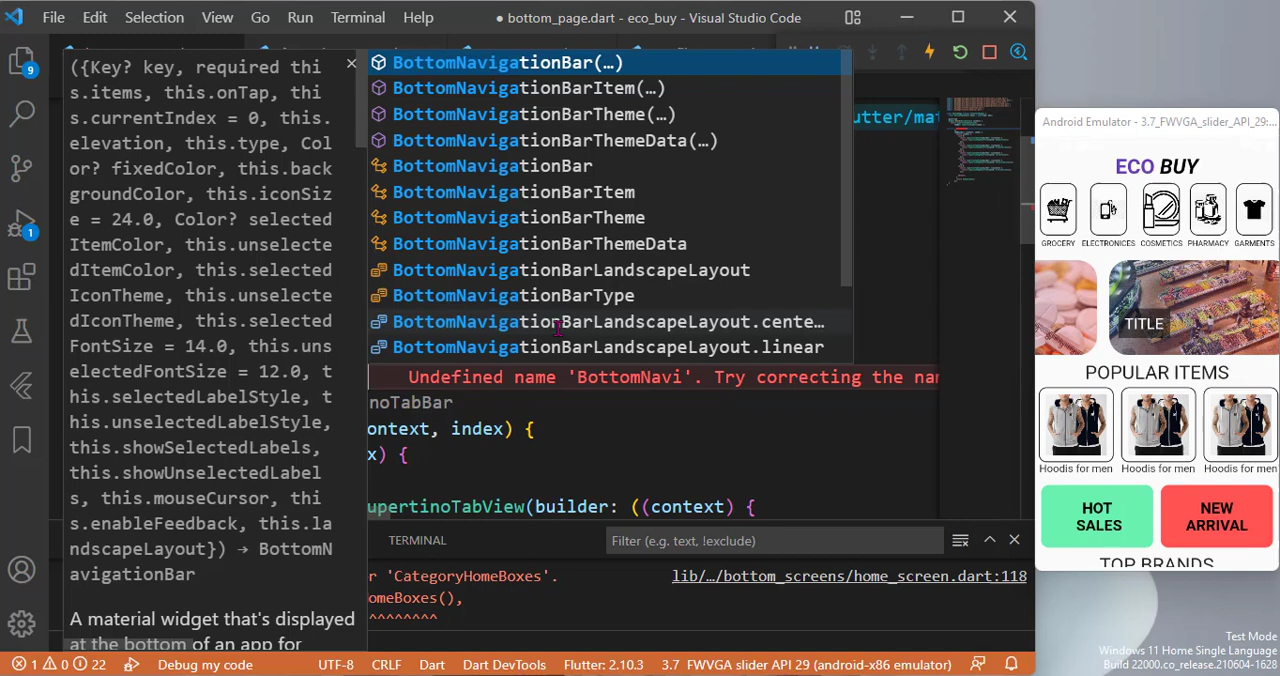 File Edit Selection View Go Run Terminal Help
● bottom_page.dart - eco_buy - Visual Studio Code
9
1
({Key? key, required thi
s.items, this.onTap, thi
s.currentIndex = 0, this.
elevation, this.type, Col
or? fixedColor, this.back
groundColor, this.iconSiz
e = 24.0, Color? selected
ItemColor, this.unselecte
dItemColor, this.selected
IconTheme, this.unselecte
dIconTheme, this.selected
FontSize = 14.0, this.uns
electedFontSize = 12.0, t
his.selectedLabelStyle, t
his.unselectedLabelStyle,
this.showSelectedLabels,
this.showUnselectedLabel
s, this.mouseCursor, thi
s.enableFeedback, this.la
ndscapeLayout}) → BottomN
avigationBar
A material widget that's displayed
at the bottom of an app for
BottomNavigationBar(…)
BottomNavigationBarItem(…)
BottomNavigationBarTheme(…)
BottomNavigationBarThemeData(…)
BottomNavigationBar
BottomNavigationBarItem
BottomNavigationBarTheme
BottomNavigationBarThemeData
BottomNavigationBarLandscapeLayout
BottomNavigationBarType
BottomNavigationBarLandscapeLayout.cente…
BottomNavigationBarLandscapeLayout.linear
utter/mat
Undefined name 'BottomNavi'. Try correcting the nam
noTabBar
ontext, index) {
x) {
upertinoTabView(builder: ((context) {
TERMINAL
Filter (e.g. text, !exclude)
r 'CategoryHomeBoxes'.
lib/…/bottom_screens/home_screen.dart:118
omeBoxes(),
^^^^^^^^
1 0 22 Debug my code UTF-8 CRLF Dart Dart DevTools Flutter: 2.10.3 3.7 FWVGA slider API 29 (android-x86 emulator)
Android Emulator - 3.7_FWVGA_slider_API_29:...
ECO BUY
GROCERY ELECTRONICES COSMETICS PHARMACY GARMENTS
TITLE
POPULAR ITEMS
Hoodis for men Hoodis for men Hoodis for men
HOT
SALES
NEW
ARRIVAL
TOP BRANDS
Test Mode
Windows 11 Home Single Language
Build 22000.co_release.210604-1628